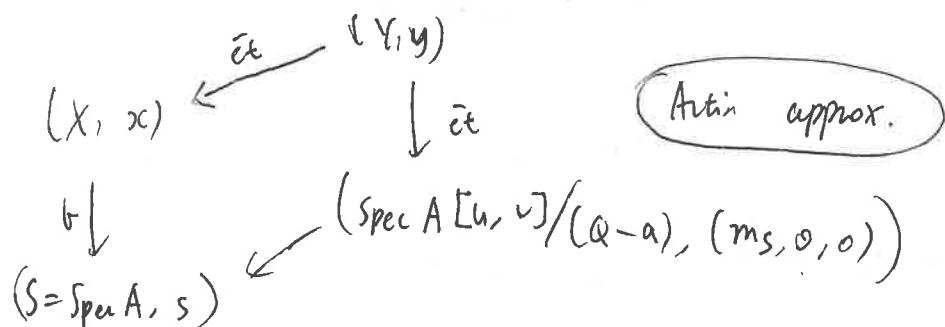 ét (Y, y)
(X, x) ét Artin approx.
(Spec A[u, v]/(Q-a), (m_s, 0, 0))
(S = Spec A, s)